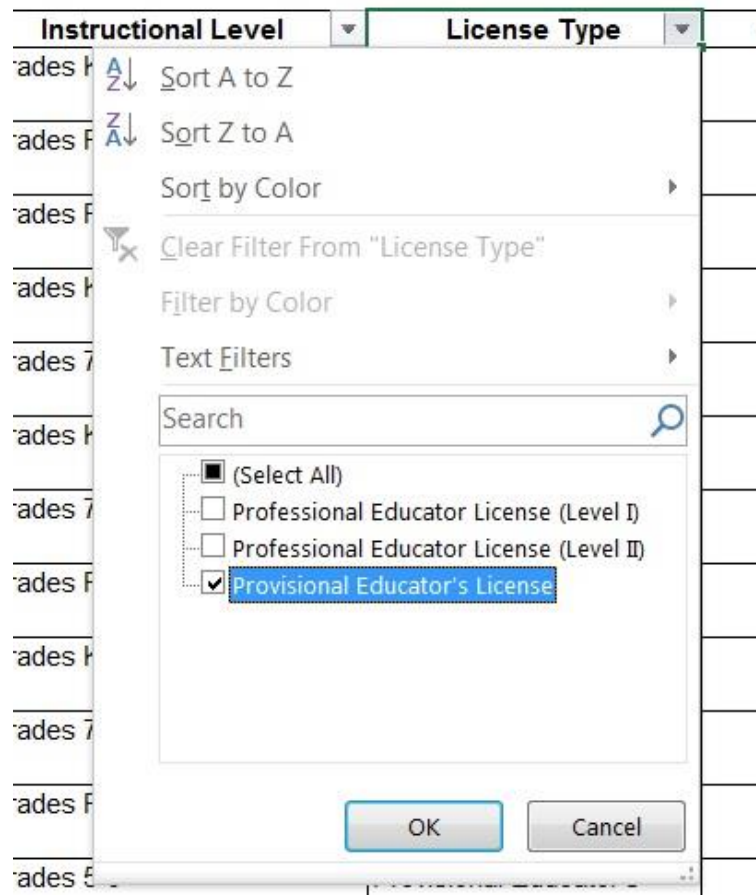 Instructional Level
License Type
Sort A to Z
Sort Z to A
Sort by Color
Clear Filter From "License Type"
Filter by Color
Text Filters
Search
(Select All)
Professional Educator License (Level I)
Professional Educator License (Level II)
Provisional Educator's License
OK
Cancel